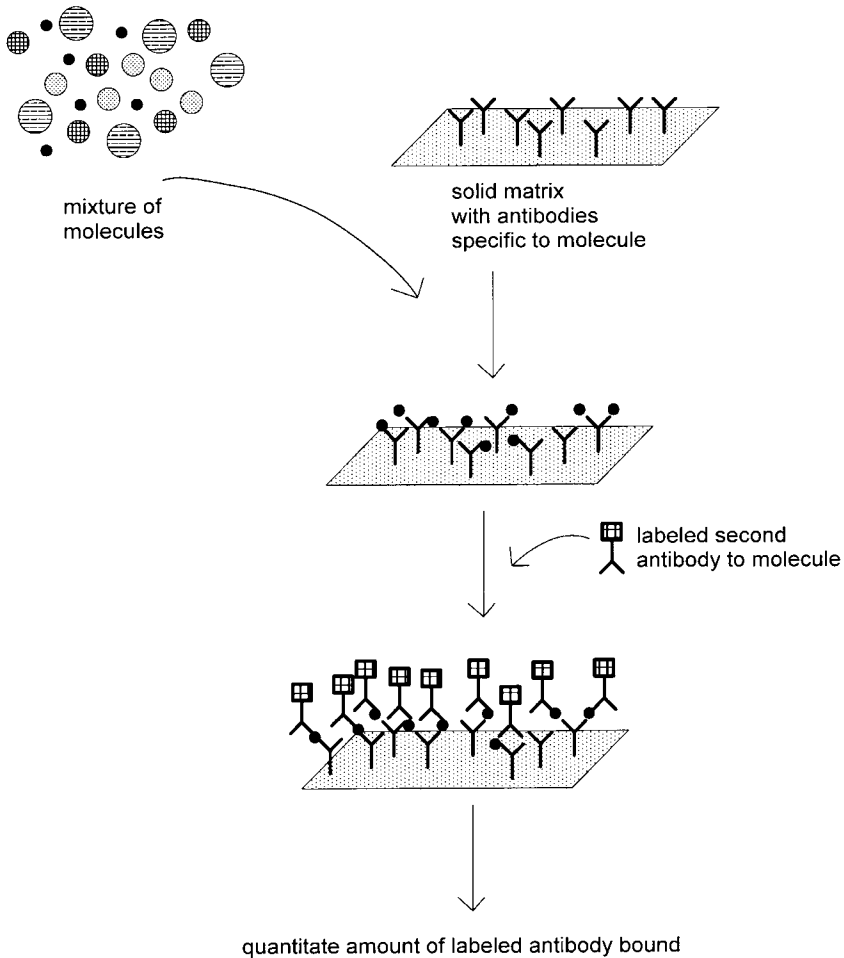 mixture of
molecules
solid matrix
with antibodies
specific to molecule
labeled second
antibody to molecule
quantitate amount of labeled antibody bound